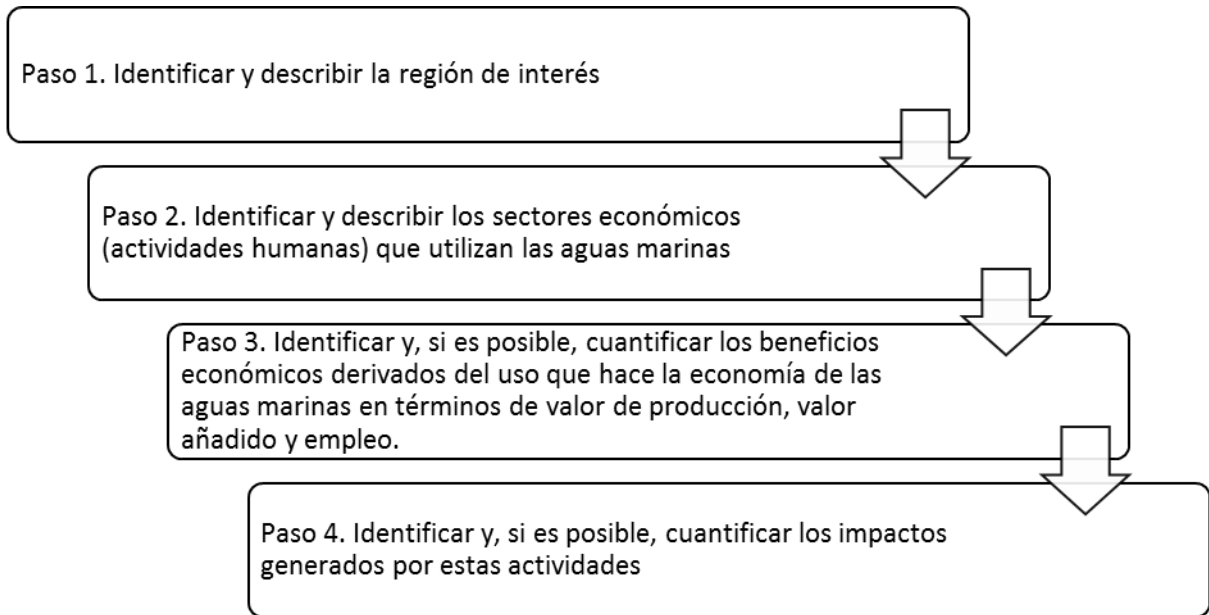 Paso 1. Identificar y describir la región de interés
Paso 2. Identificar y describir los sectores económicos
(actividades humanas) que utilizan las aguas marinas
Paso 3. Identificar y, si es posible, cuantificar los beneficios
económicos derivados del uso que hace la economía de las
aguas marinas en términos de valor de producción, valor
añadido y empleo.
Paso 4. Identificar y, si es posible, cuantificar los impactos
generados por estas actividades